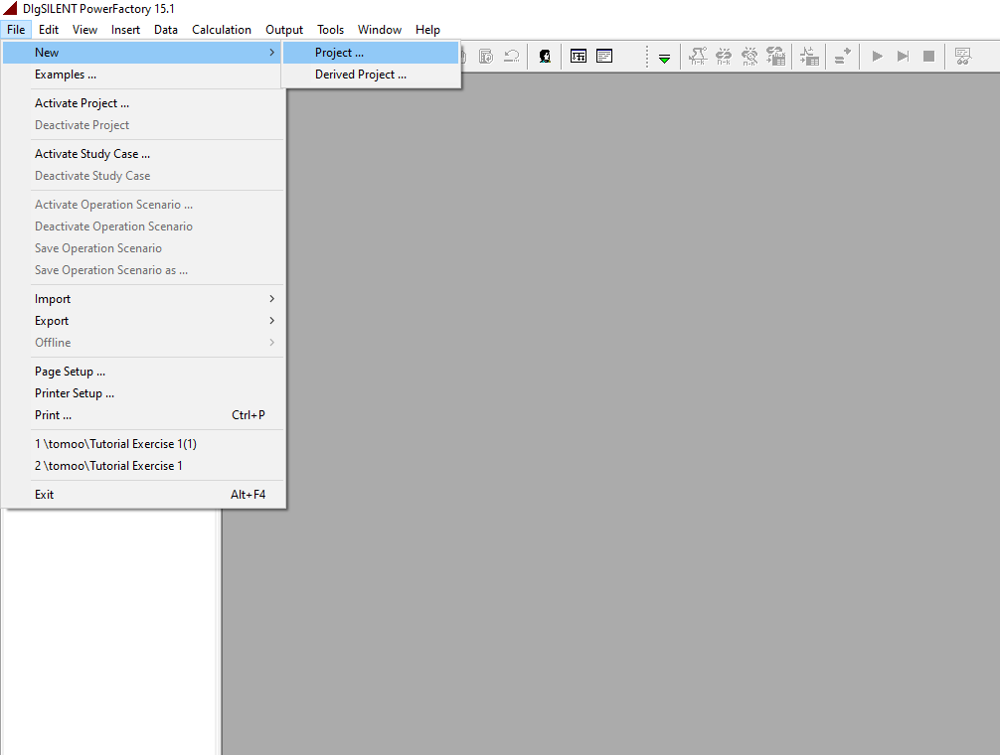 DIgSILENT PowerFactory 15.1
File Edit View Insert Data Calculation Output Tools Window Help
New
Project ...
Examples ...
Derived Project ...
Activate Project ...
Deactivate Project
Activate Study Case ...
Deactivate Study Case
Activate Operation Scenario ...
Deactivate Operation Scenario
Save Operation Scenario
Save Operation Scenario as ...
Import
Export
Offline
Page Setup ...
Printer Setup ...
Print ... Ctrl+P
1 \tomoo\Tutorial Exercise 1(1)
2 \tomoo\Tutorial Exercise 1
Exit Alt+F4